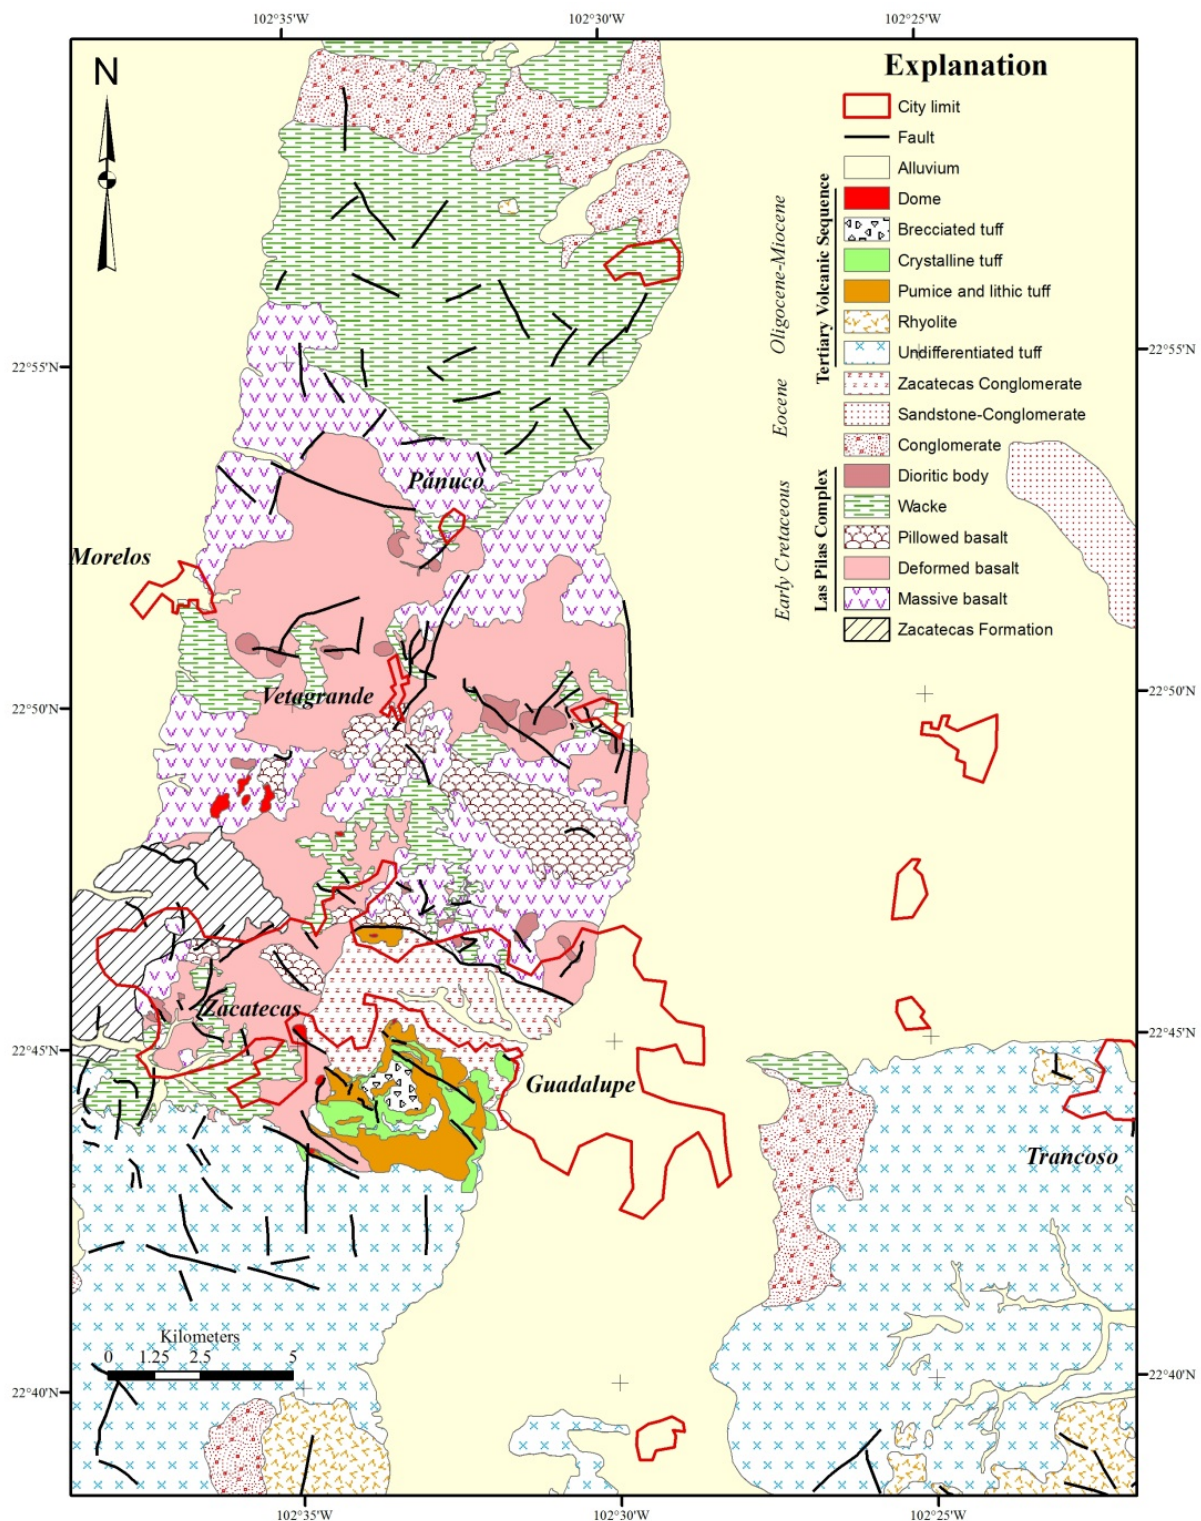 102°35'W 102°30'W 102°25'W
N
Explanation
City limit
Fault
Alluvium
Dome
Brecciated tuff
Crystalline tuff
Pumice and lithic tuff
Rhyolite
Undifferentiated tuff
Zacatecas Conglomerate
Sandstone-Conglomerate
Conglomerate
Dioritic body
Wacke
Pillowed basalt
Deformed basalt
Massive basalt
Zacatecas Formation
Tertiary Volcanic Sequence
Las Pilas Complex
Oligocene-Miocene
Eocene
Early Cretaceous
22°55'N 22°55'N
Pánuco
Morelos
Vetagrande
22°50'N 22°50'N
Zacatecas
22°45'N 22°45'N
Guadalupe
Trancoso
Kilometers
0 1.25 2.5 5
22°40'N 22°40'N
102°35'W 102°30'W 102°25'W